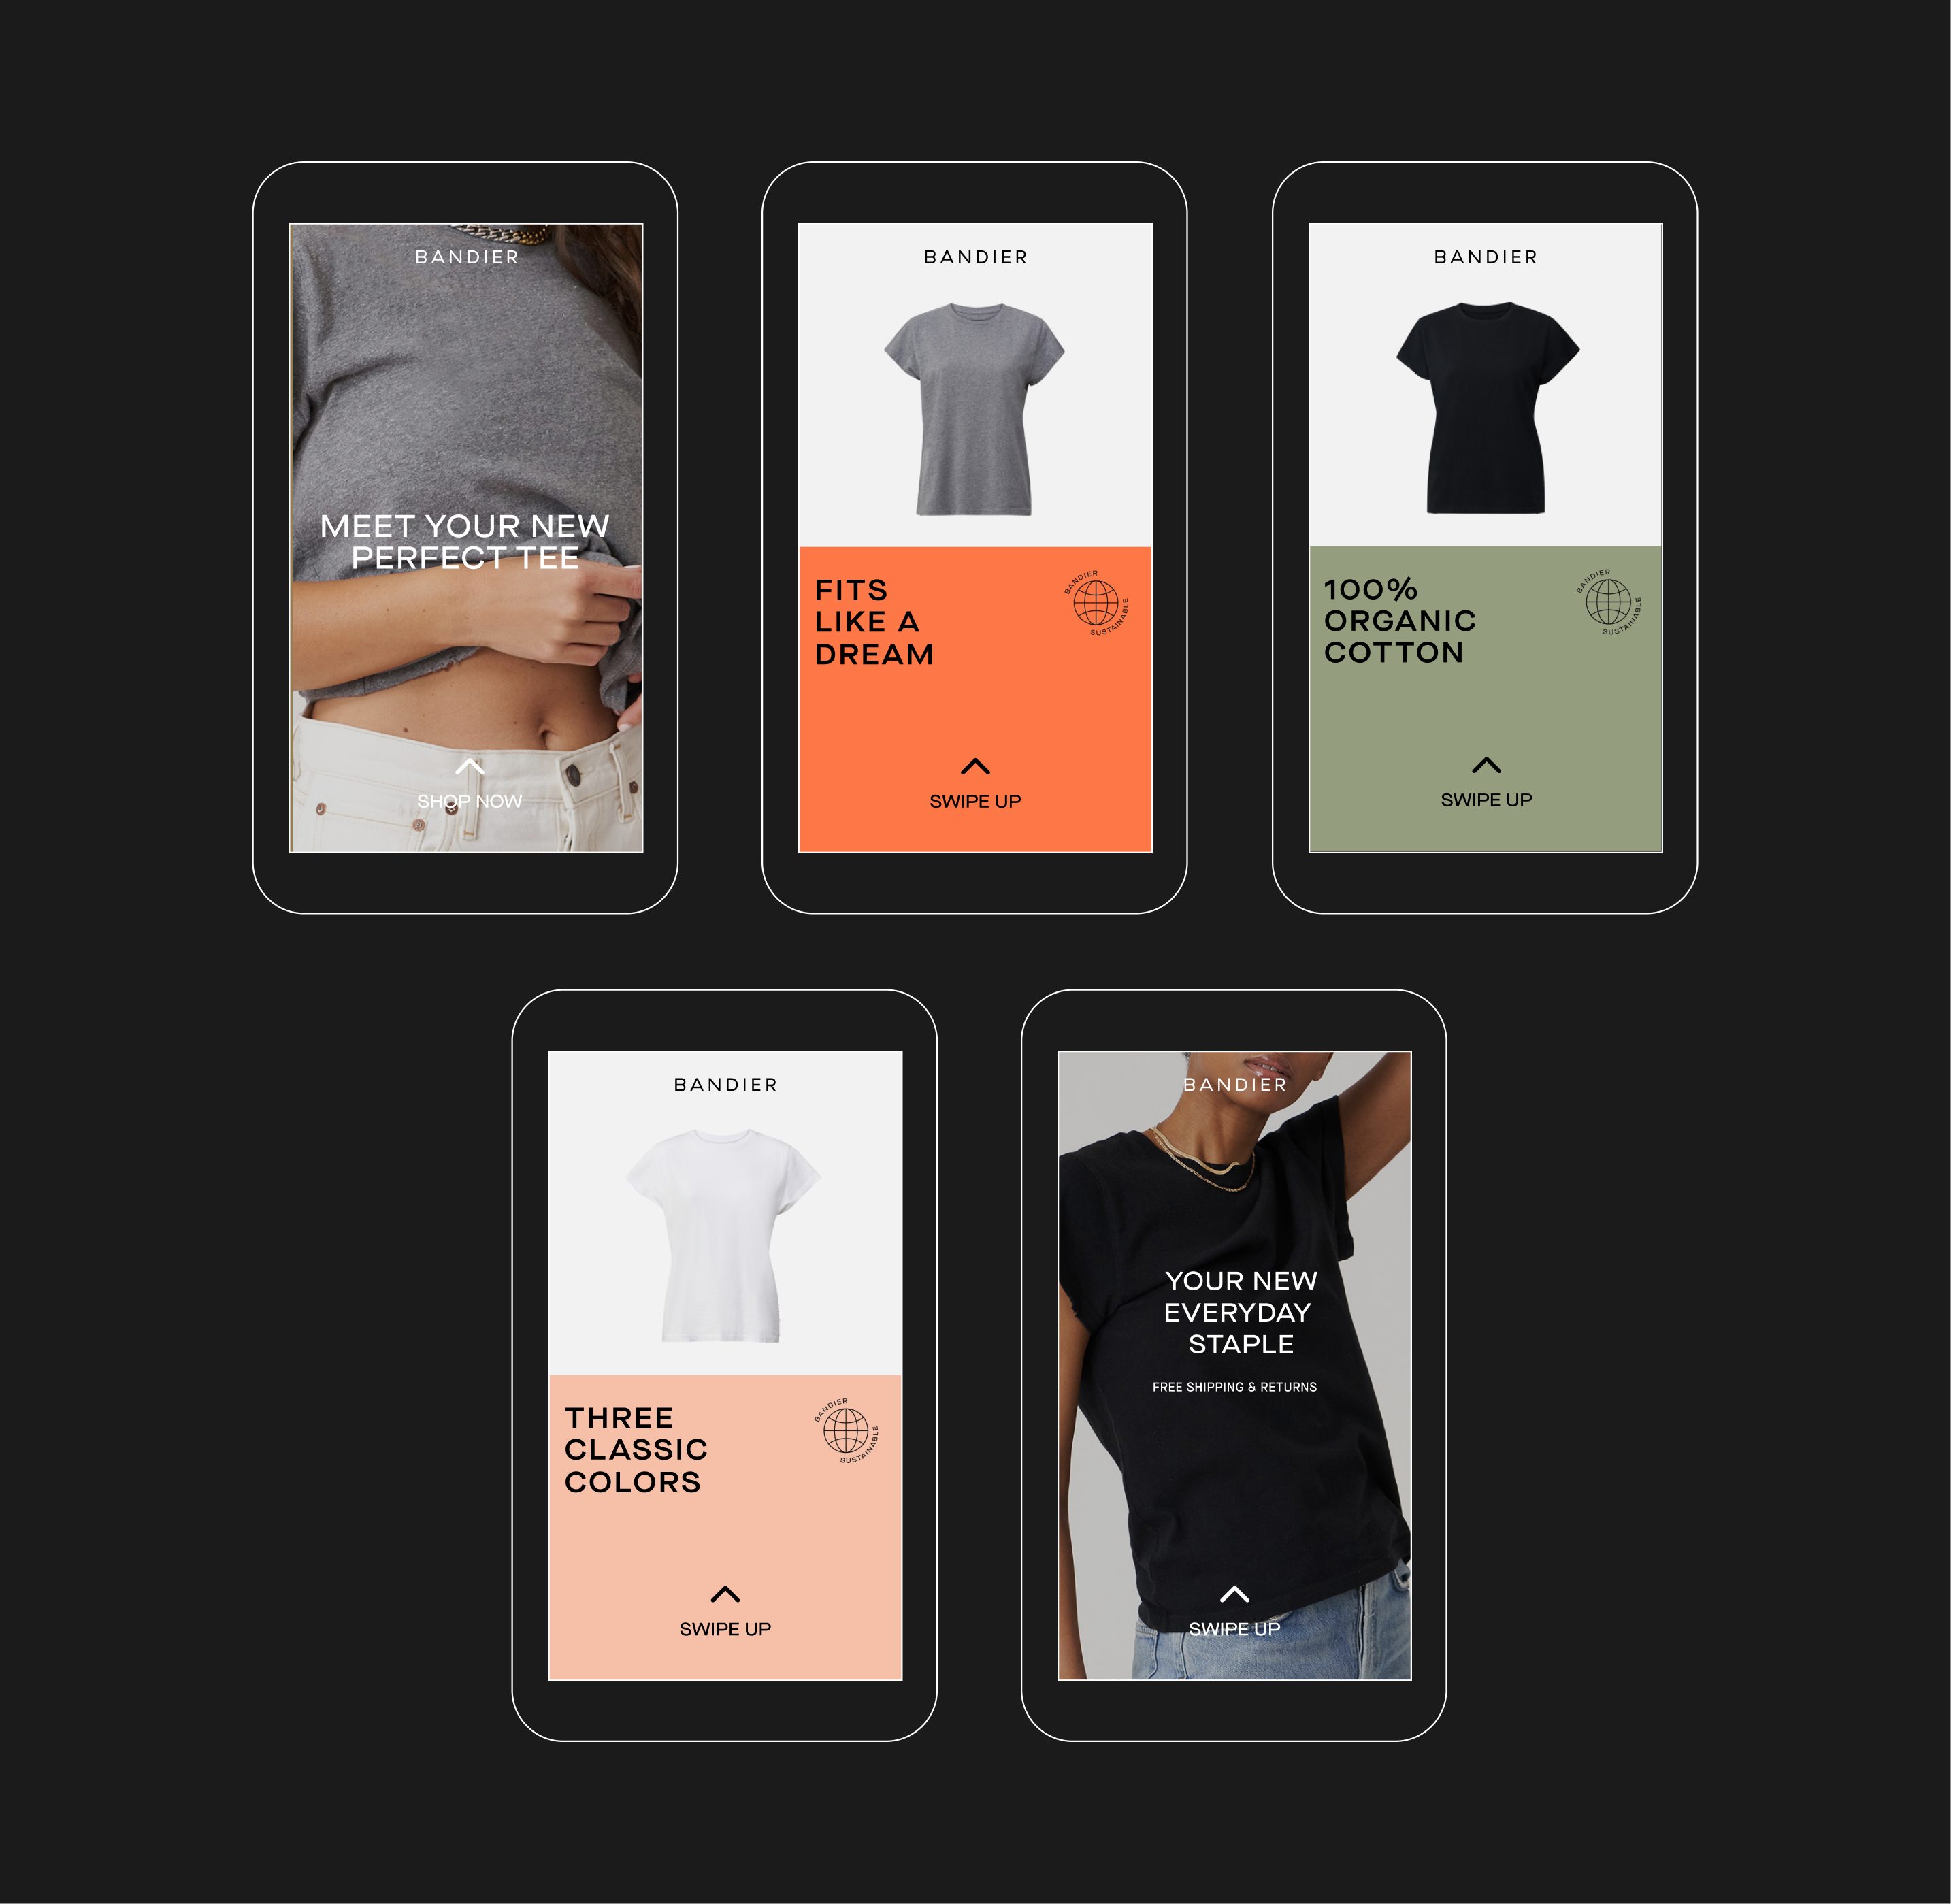 BANDIER
MEET YOUR NEW
PERFECT TEE
SHOP NOW
BANDIER
FITS
LIKE A
DREAM
BANDIER
SUSTAINABLE
SWIPE UP
BANDIER
100%
ORGANIC
COTTON
BANDIER
SUSTAINABLE
SWIPE UP
BANDIER
THREE
CLASSIC
COLORS
BANDIER
SUSTAINABLE
SWIPE UP
BANDIER
YOUR NEW
EVERYDAY
STAPLE
FREE SHIPPING & RETURNS
SWIPE UP